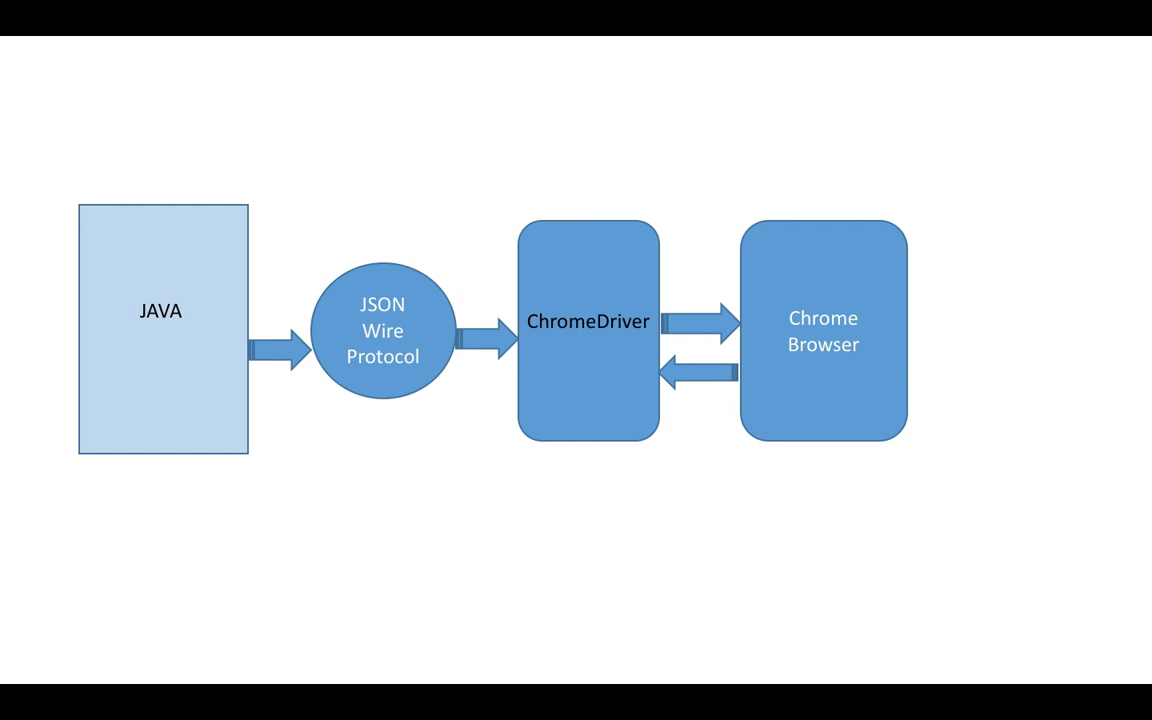 JAVA
JSON
Wire
Protocol
ChromeDriver
Chrome
Browser